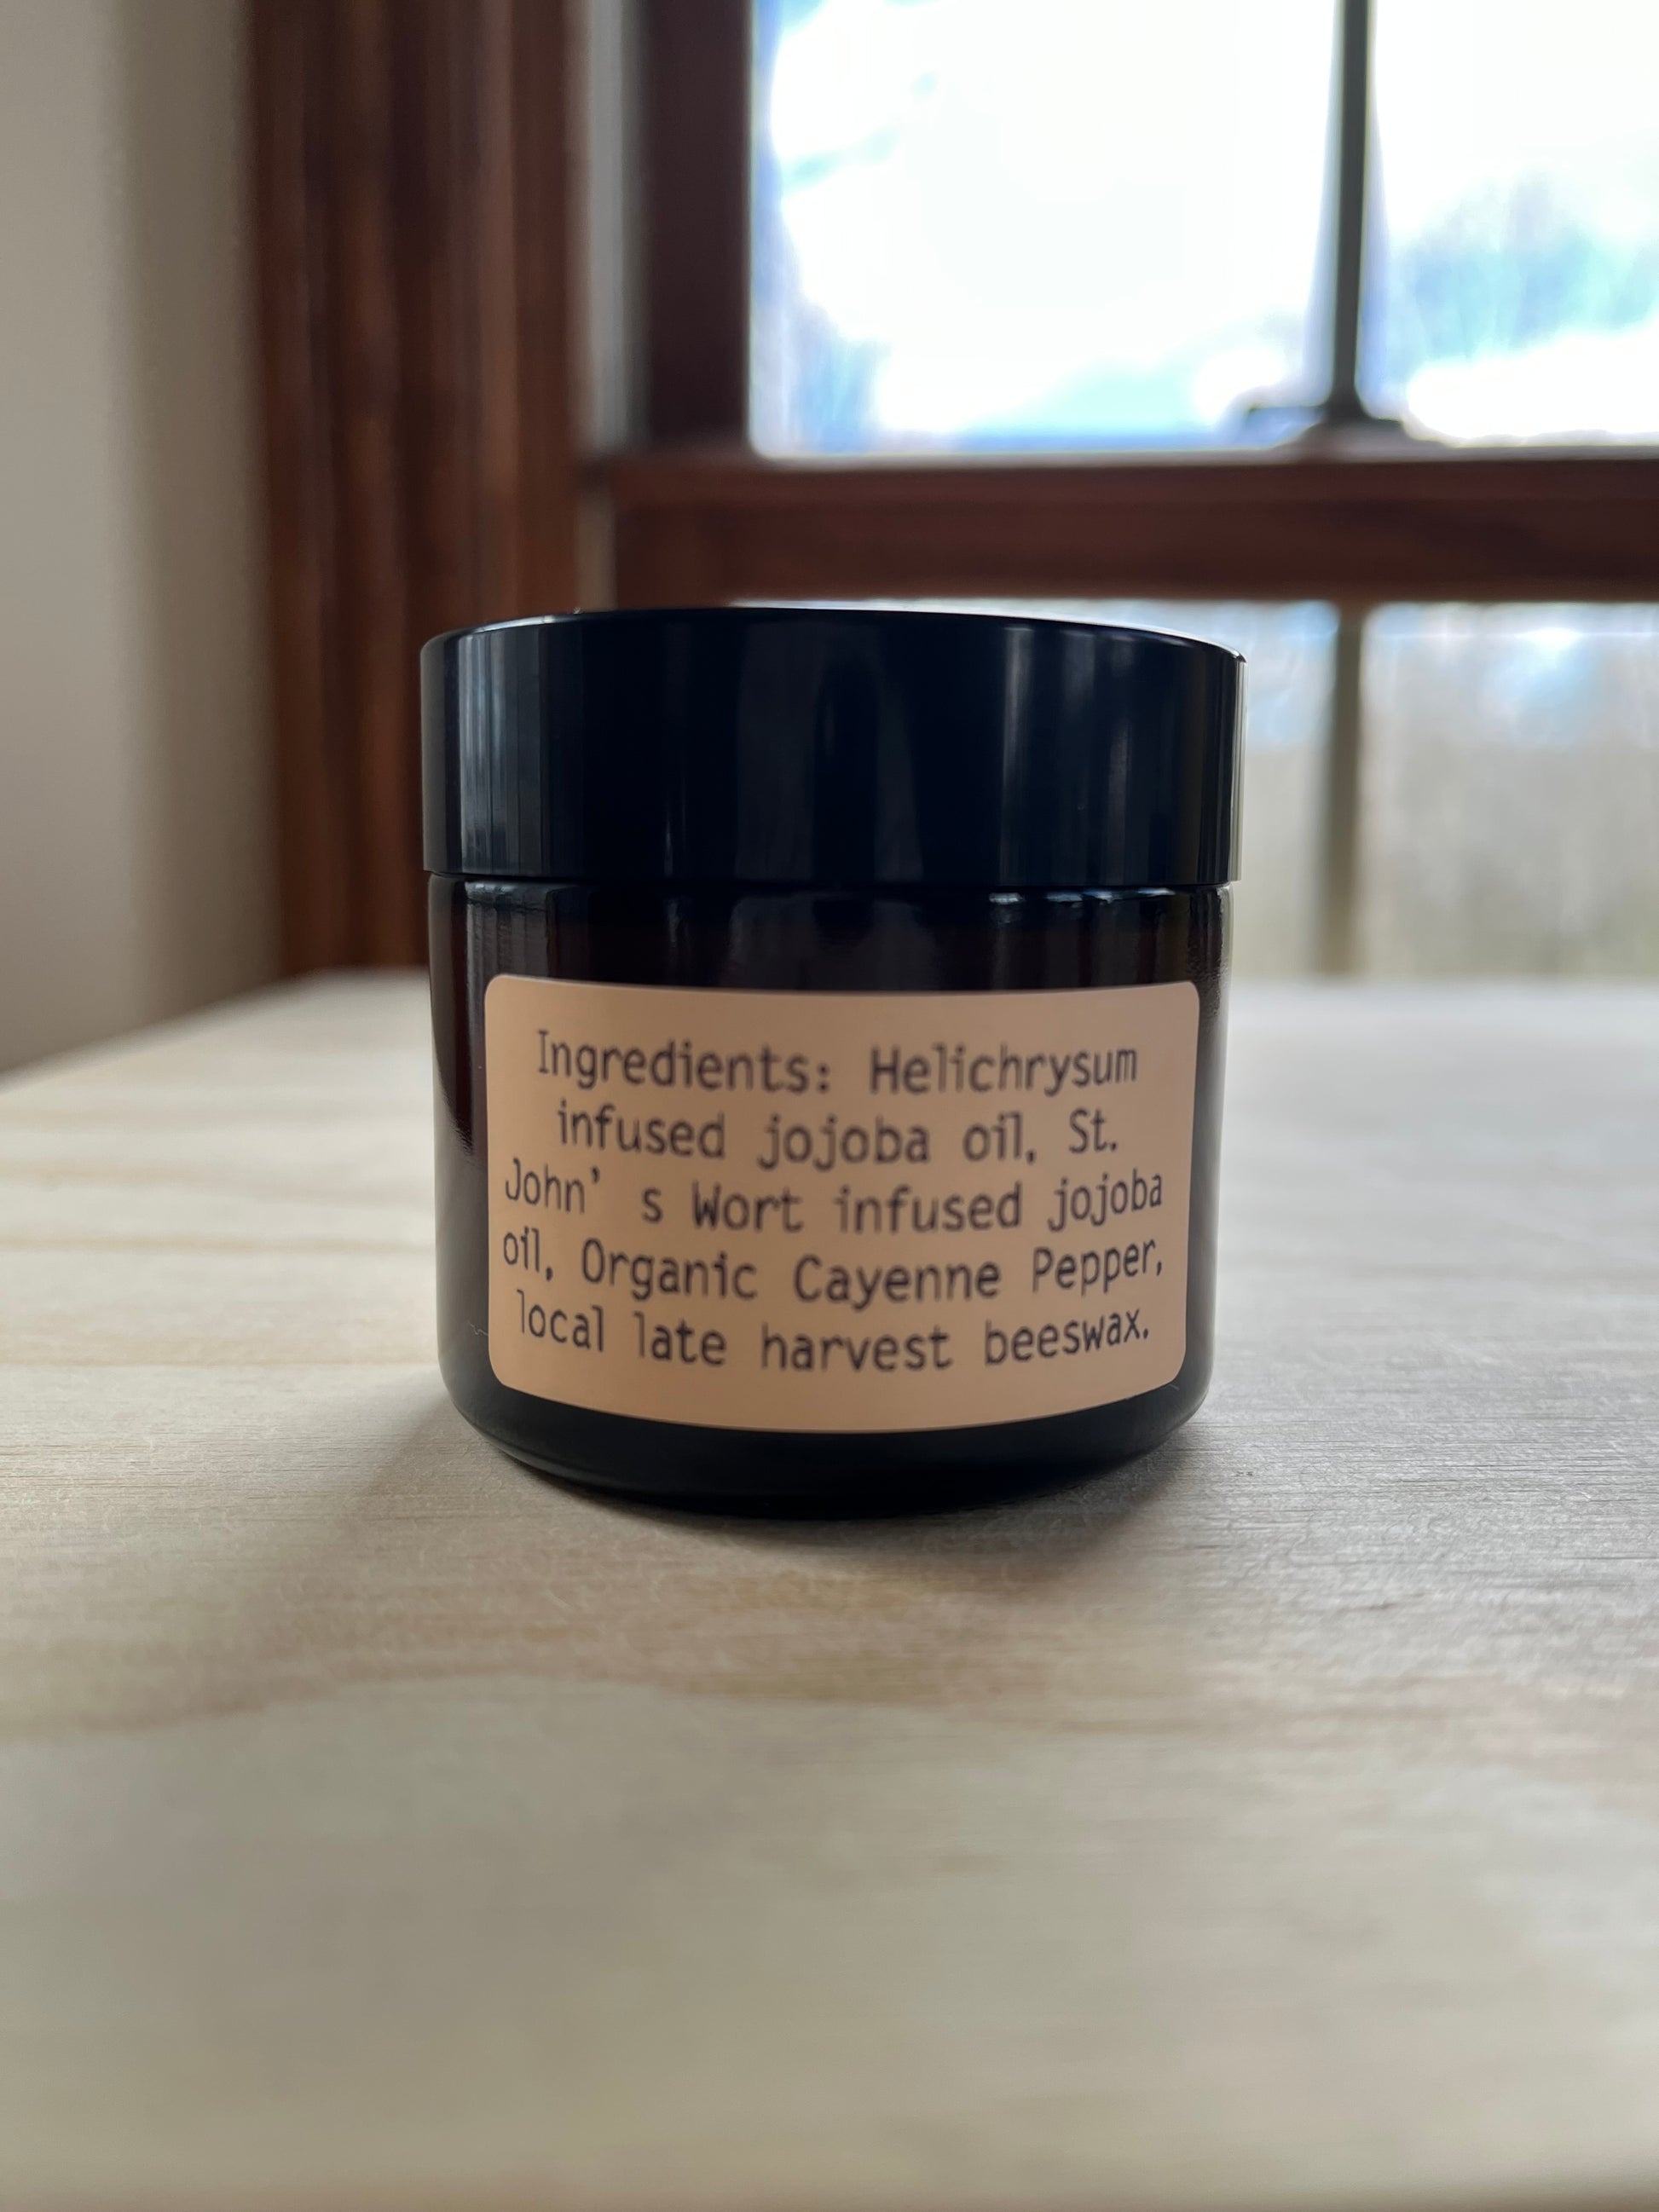 Ingredients: Helichrysum
infused jojoba oil, St.
John’ s Wort infused jojoba
oil, Organic Cayenne Pepper,
local late harvest beeswax.